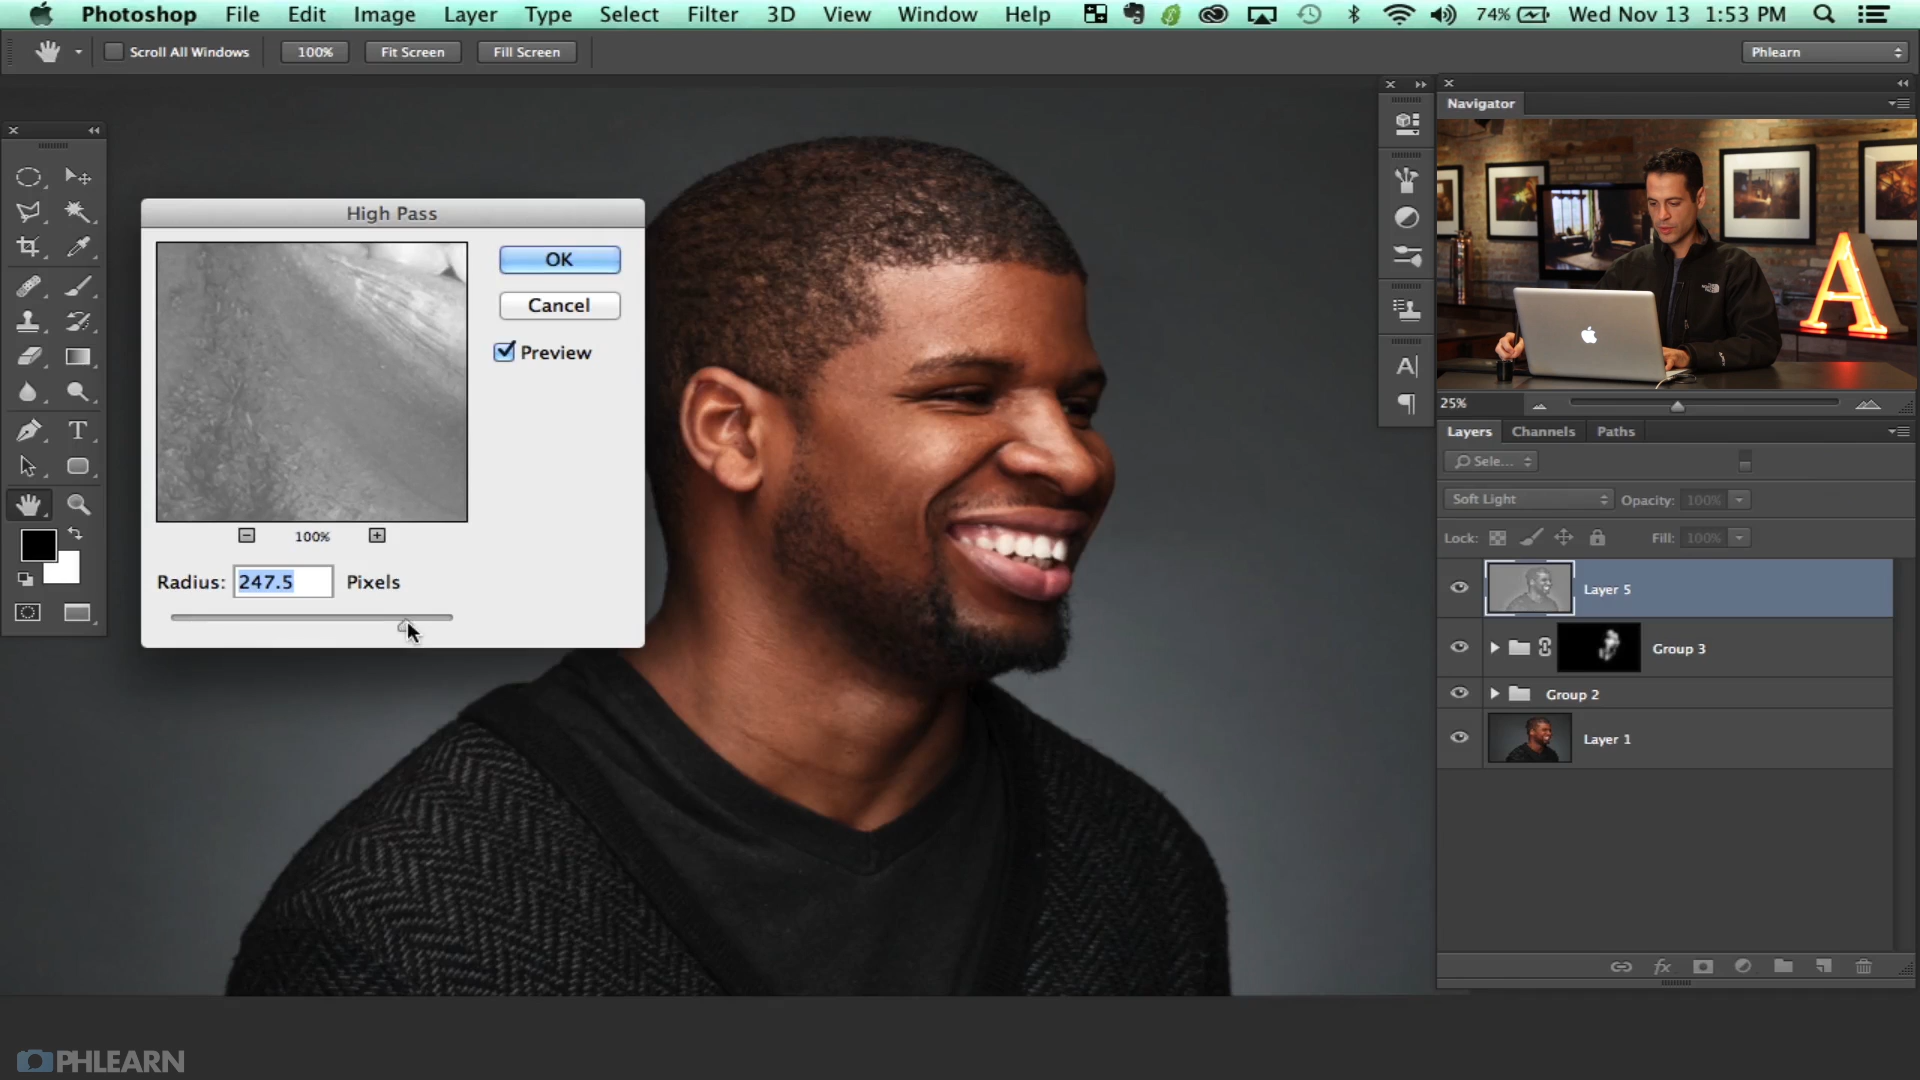 Photoshop File Edit Image Layer Type Select Filter 3D View Window Help 74% Wed Nov 13 1:53 PM
Scroll All Windows 100% Fit Screen Fill Screen Phlearn
Navigator
High Pass
OK
Cancel
Preview
100%
Radius: 247.5 Pixels
T
A
A
25%
Layers Channels Paths
Sele...
Soft Light Opacity: 100%
Lock: Fill: 100%
Layer 5
Group 3
Group 2
Layer 1
fx
PHLEARN